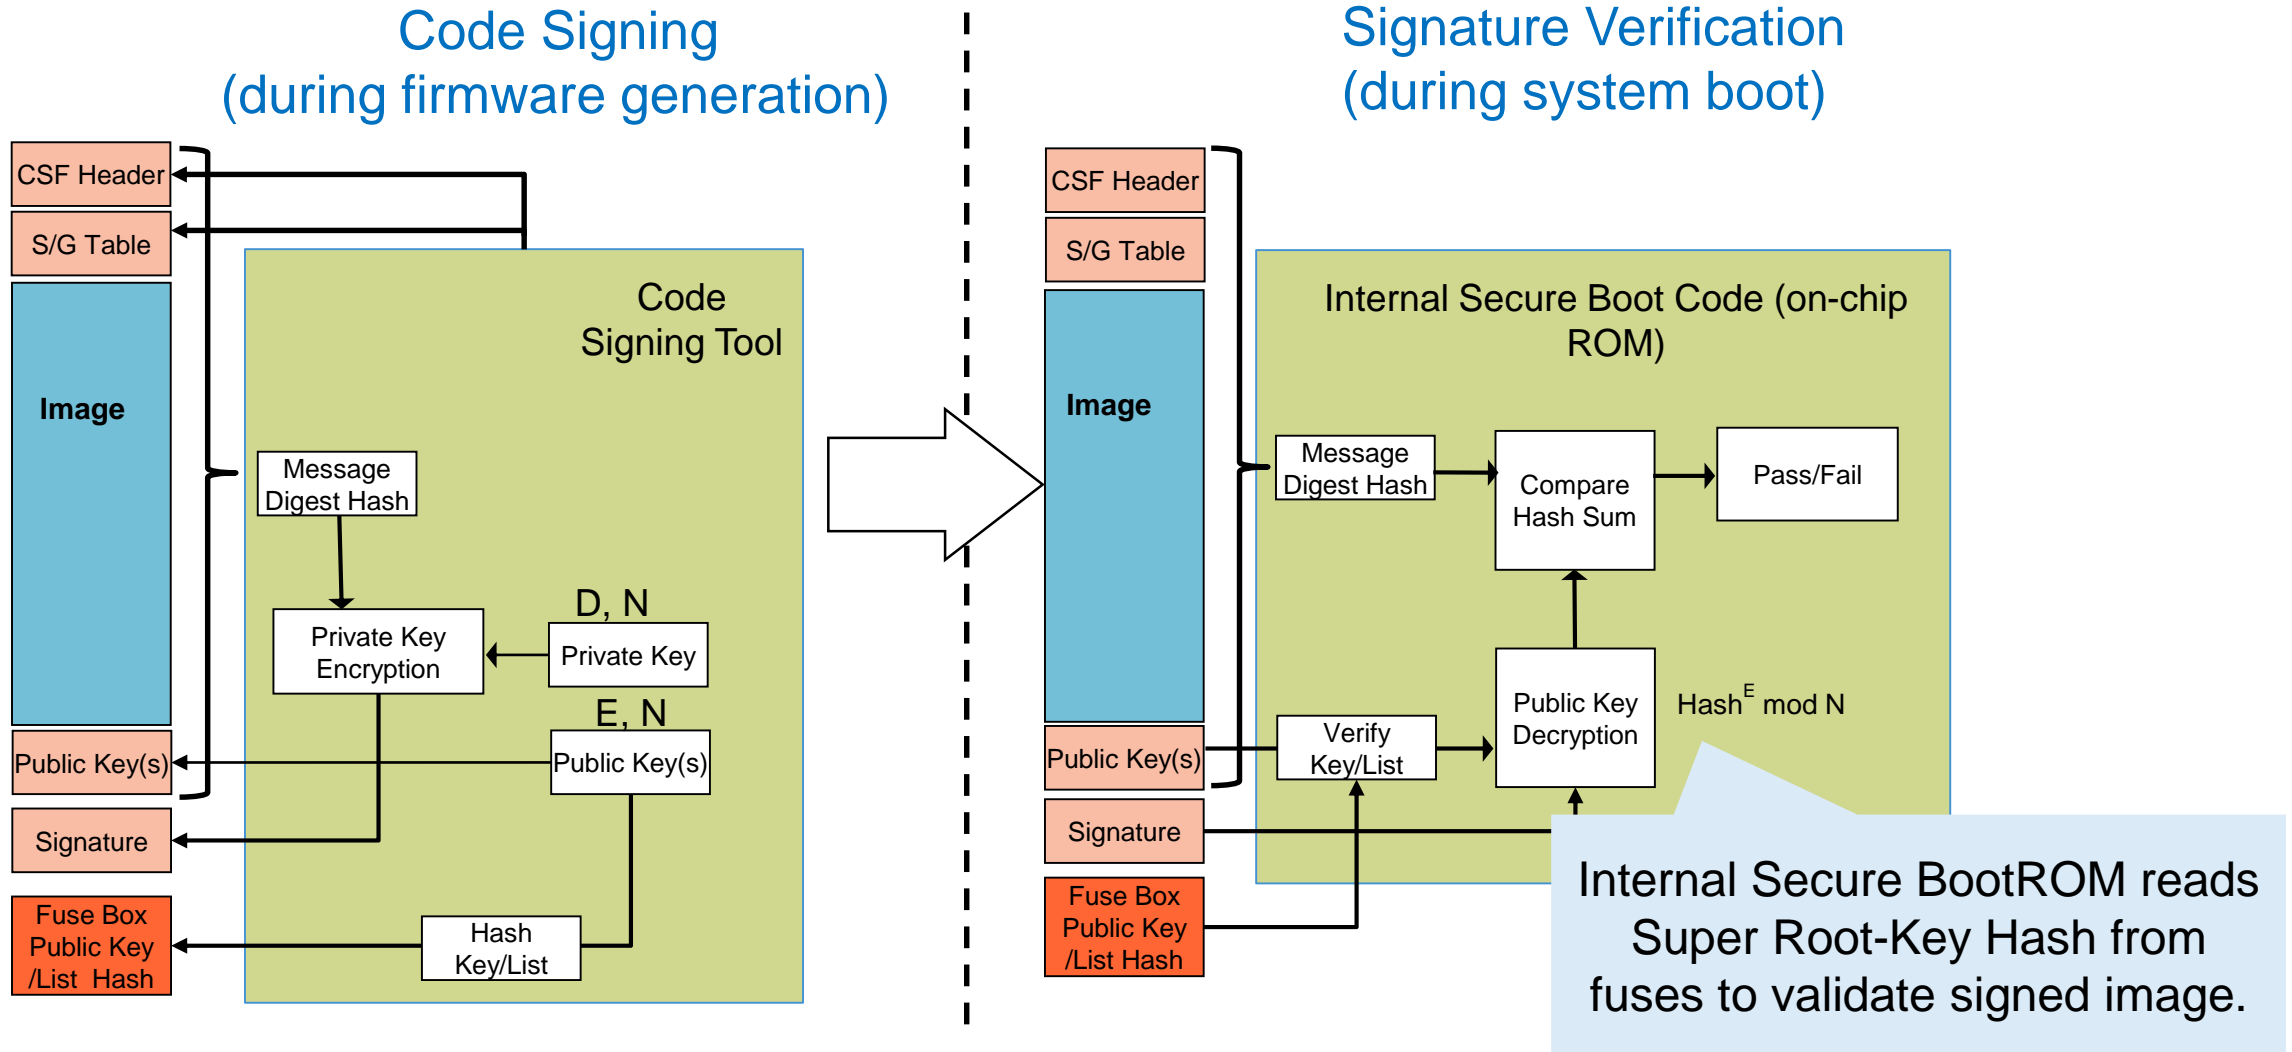 Code Signing
(during firmware generation)
CSF Header
S/G Table
Image
Public Key(s)
Signature
Fuse Box
Public Key
/List Hash
Code
Signing Tool
Message
Digest Hash
D, N
Private Key
Encryption
Private Key
E, N
Public Key(s)
Hash
Key/List
Signature Verification
(during system boot)
CSF Header
S/G Table
Image
Public Key(s)
Signature
Fuse Box
Public Key
/List Hash
Internal Secure Boot Code (on-chip
ROM)
Message
Digest Hash
Compare
Hash Sum
Pass/Fail
Verify
Key/List
Public Key
Decryption
Hash^E mod N
Internal Secure BootROM reads
Super Root-Key Hash from
fuses to validate signed image.